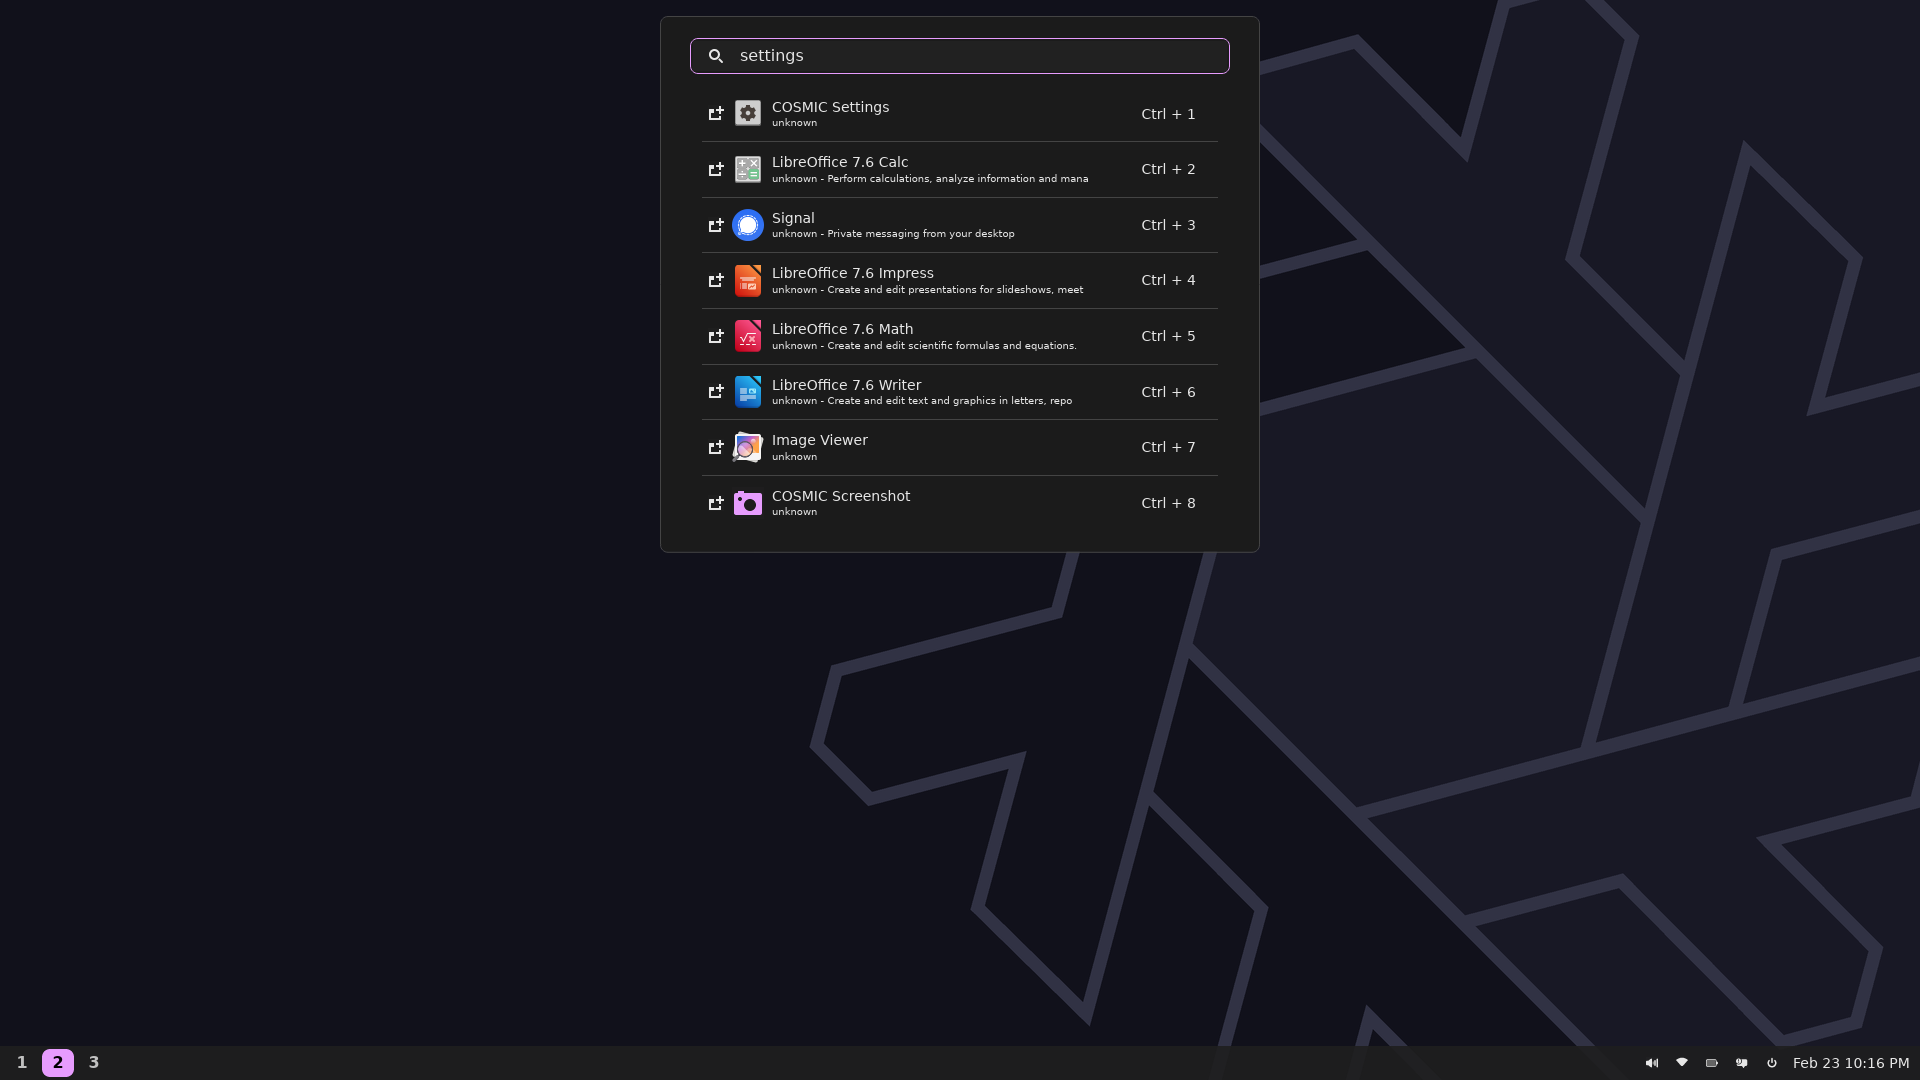 settings
COSMIC Settings
unknown
Ctrl + 1
LibreOffice 7.6 Calc
unknown - Perform calculations, analyze information and mana
Ctrl + 2
Signal
unknown - Private messaging from your desktop
Ctrl + 3
LibreOffice 7.6 Impress
unknown - Create and edit presentations for slideshows, meet
Ctrl + 4
LibreOffice 7.6 Math
unknown - Create and edit scientific formulas and equations.
Ctrl + 5
LibreOffice 7.6 Writer
unknown - Create and edit text and graphics in letters, repo
Ctrl + 6
Image Viewer
unknown
Ctrl + 7
COSMIC Screenshot
unknown
Ctrl + 8
1 2 3
Feb 23 10:16 PM